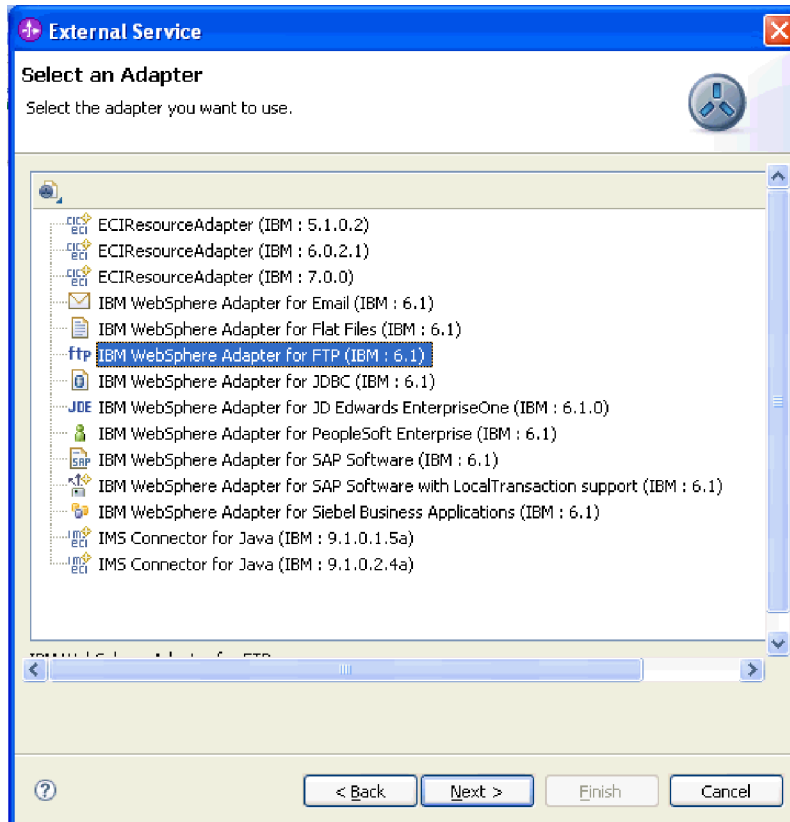 External Service
Select an Adapter
Select the adapter you want to use.
ECIResourceAdapter (IBM : 5.1.0.2)
ECIResourceAdapter (IBM : 6.0.2.1)
ECIResourceAdapter (IBM : 7.0.0)
IBM WebSphere Adapter for Email (IBM : 6.1)
IBM WebSphere Adapter for Flat Files (IBM : 6.1)
ftp IBM WebSphere Adapter for FTP (IBM : 6.1)
IBM WebSphere Adapter for JDBC (IBM : 6.1)
JDE IBM WebSphere Adapter for JD Edwards EnterpriseOne (IBM : 6.1.0)
IBM WebSphere Adapter for PeopleSoft Enterprise (IBM : 6.1)
SAP IBM WebSphere Adapter for SAP Software (IBM : 6.1)
IBM WebSphere Adapter for SAP Software with LocalTransaction support (IBM : 6.1)
IBM WebSphere Adapter for Siebel Business Applications (IBM : 6.1)
IMS Connector for Java (IBM : 9.1.0.1.5a)
IMS Connector for Java (IBM : 9.1.0.2.4a)
? < Back Next > Finish Cancel